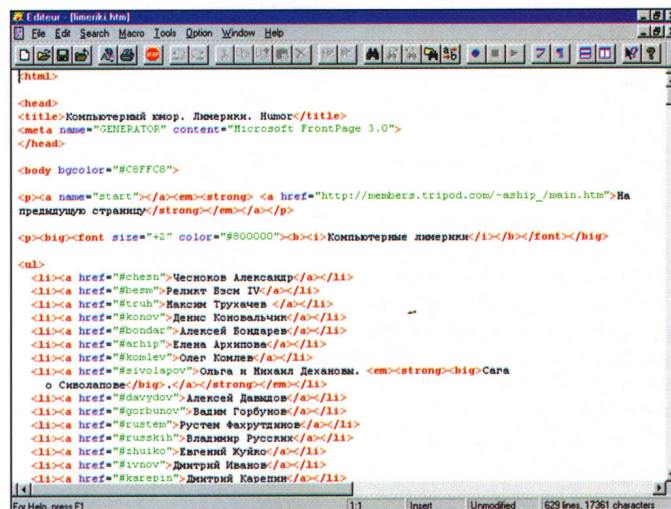 Editeur - [limeriki.htm]
File Edit Search Macro Tools Option Window Help
STOP
<html>
<head>
<title>Компьютерный юмор. Лимерики. Humor</title>
<meta name="GENERATOR" content="Microsoft FrontPage 3.0">
</head>
<body bgcolor="#C8FFC8">
<p><a name="start"></a><em><strong> <a href="http://members.tripod.com/~aship_/main.htm">На
предыдущую страницу</strong></em></a></p>
<p><big><font size="+2" color="#800000"><b><i>Компьютерные лимерики</i></b></font></big>
<ul>
<li><a href="#chesn">Чесноков Александр</a></li>
<li><a href="#besm">Реликт Бэсм IV</a></li>
<li><a href="#truh">Максим Трухачев </a></li>
<li><a href="#konov">Денис Коновальчик</a></li>
<li><a href="#bondar">Алексей Бондарев</a></li>
<li><a href="#arhip">Елена Архипова</a></li>
<li><a href="#komlev">Олег Комлев</a></li>
<li><a href="#sivolapov">Ольга и Михаил Дехановы. <em><strong><big>Сага
о Сиволапове</big>.</a></strong></em></li>
<li><a href="#davydov">Алексей Давыдов</a></li>
<li><a href="#gorbunov">Вадим Горбунов</a></li>
<li><a href="#rustem">Рустем Фахрутдинов</a></li>
<li><a href="#russkih">Владимир Русских</a></li>
<li><a href="#zhuiko">Евгений Жуйко</a></li>
<li><a href="#ivnov">Дмитрий Иванов</a></li>
<li><a href="#karepin">Дмитрий Карепин</a></li>
For Help, press F1 1:1 Insert Unmodified 629 lines, 17361 characters